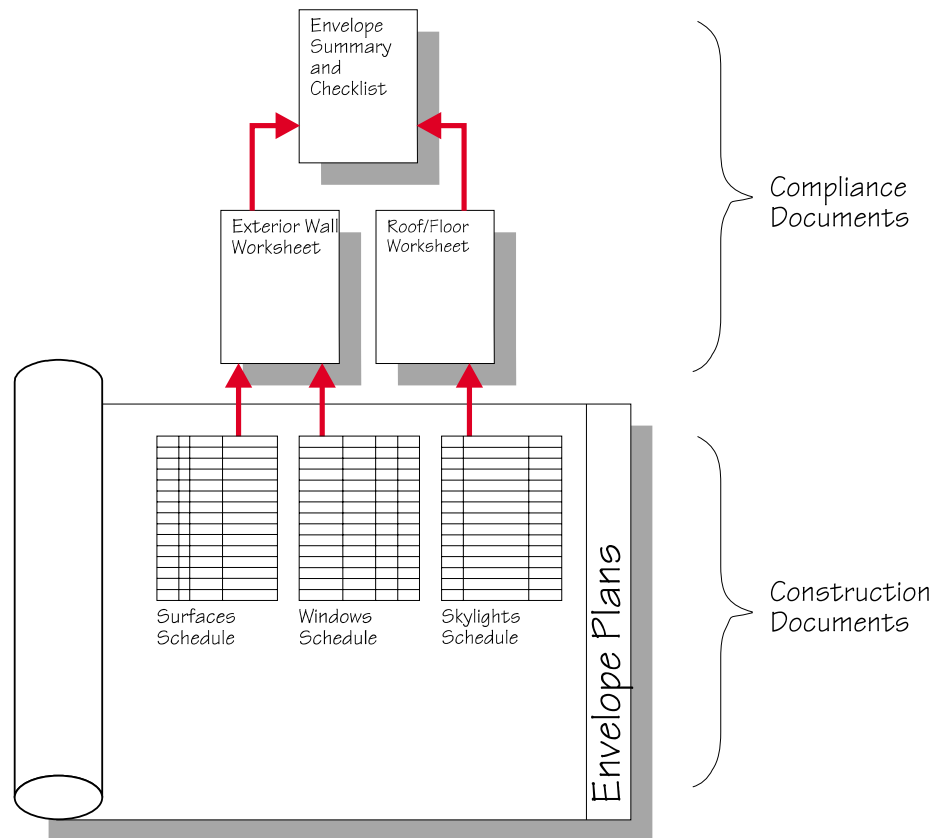 Envelope
Summary
and
Checklist
Exterior Wall
Worksheet
Roof/Floor
Worksheet
Compliance
Documents
Surfaces
Schedule
Windows
Schedule
Skylights
Schedule
Envelope Plans
Construction
Documents